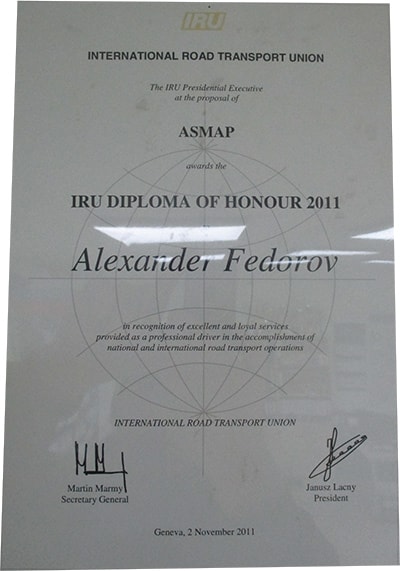 IRU
INTERNATIONAL ROAD TRANSPORT UNION
The IRU Presidential Executive
at the proposal of
ASMAP
awards the
IRU DIPLOMA OF HONOUR 2011
Alexander Fedorov
in recognition of excellent and loyal services
provided as a professional driver in the accomplishment of
national and international road transport operations
INTERNATIONAL ROAD TRANSPORT UNION
Martin Marmy
Secretary General
Janusz Lacny
President
Geneva, 2 November 2011